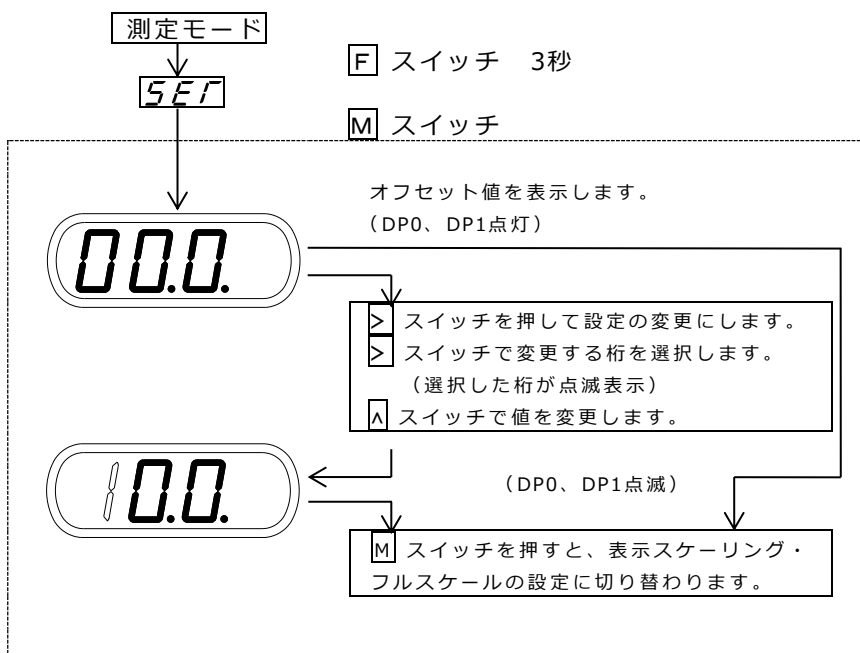 測定モード
F スイッチ　3秒
SET
M スイッチ
オフセット値を表示します。
（DP0、DP1点灯）
00.0.
> スイッチを押して設定の変更にします。
> スイッチで変更する桁を選択します。
（選択した桁が点滅表示）
∧ スイッチで値を変更します。
10.0.
（DP0、DP1点滅）
M スイッチを押すと、表示スケーリング・
フルスケールの設定に切り替わります。